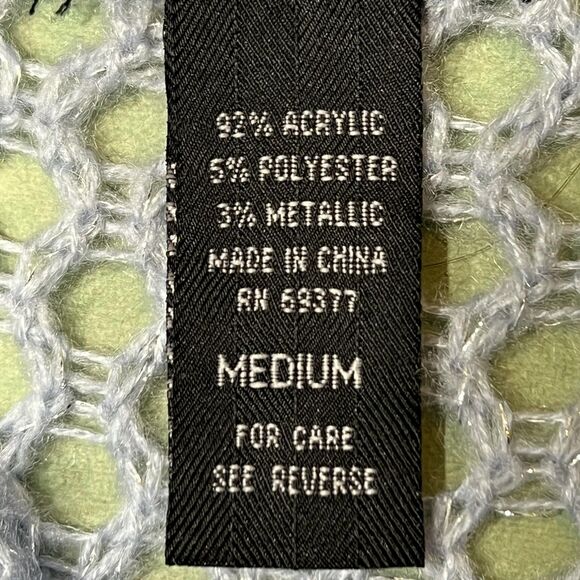 92% ACRYLIC
5% POLYESTER
3% METALLIC
MADE IN CHINA
RN 69377
MEDIUM
FOR CARE
SEE REVERSE